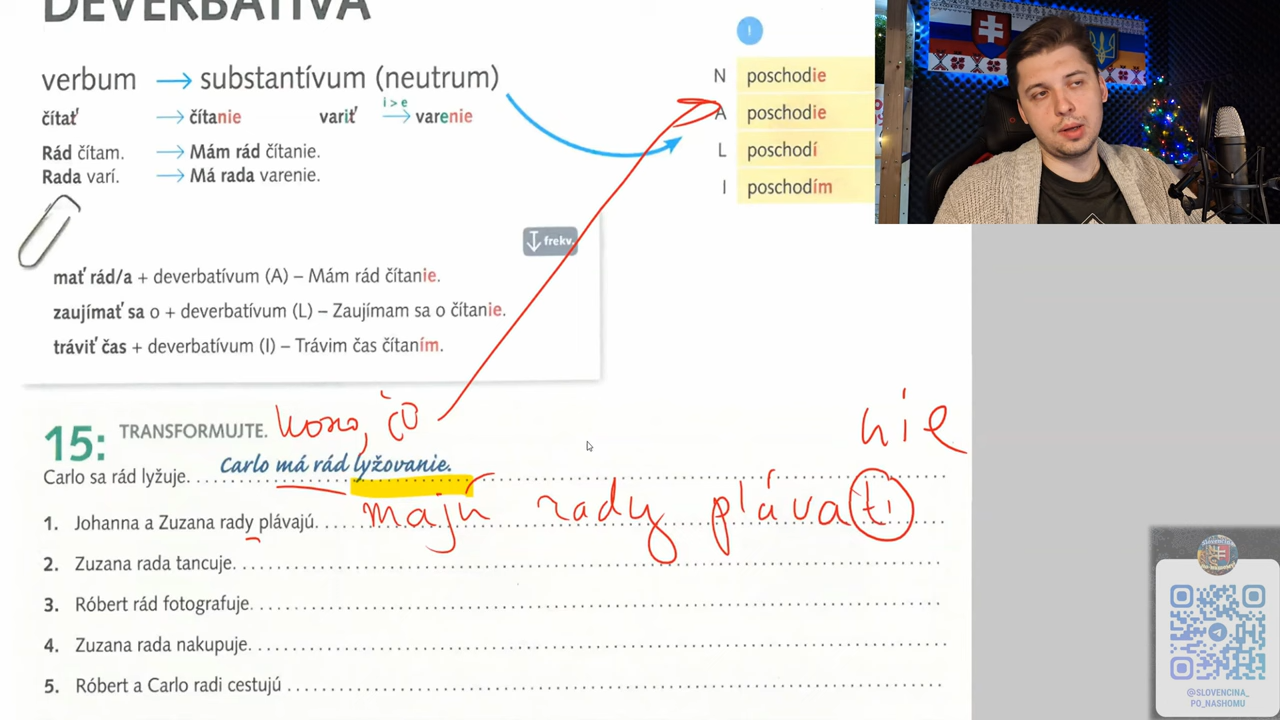 DEVERBATÍVA
verbum → substantívum (neutrum)
čítať → čítanie variť i > e → varenie
Rád čítam. → Mám rád čítanie.
Rada varí. → Má rada varenie.
!
N poschodie
A poschodie
L poschodí
I poschodím
frekv.
mať rád/a + deverbatívum (A) – Mám rád čítanie.
zaujímať sa o + deverbatívum (L) – Zaujímam sa o čítanie.
tráviť čas + deverbatívum (I) – Trávim čas čítaním.
15: TRANSFORMUJTE. koho, čo
nie
Carlo sa rád lyžuje. Carlo má rád lyžovanie.
1. Johanna a Zuzana rady plávajú. majú rady plávati
2. Zuzana rada tancuje.
3. Róbert rád fotografuje.
4. Zuzana rada nakupuje.
5. Róbert a Carlo radi cestujú
@SLOVENCINA_
PO_NASHOMU